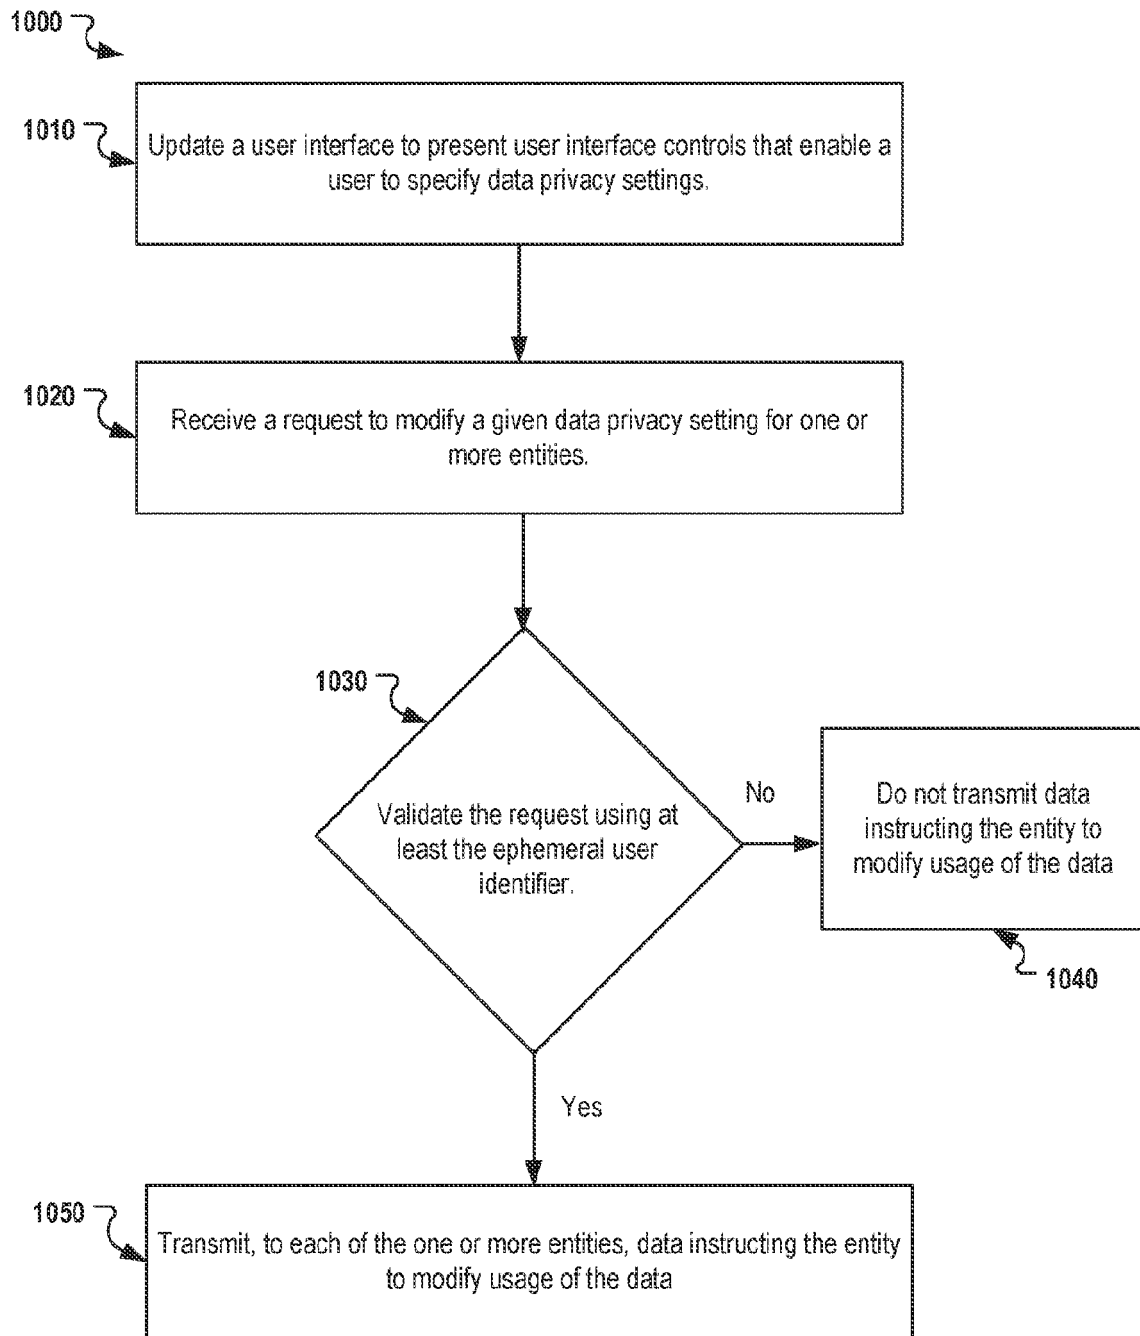 1000
1010
Update a user interface to present user interface controls that enable a
user to specify data privacy settings.
1020
Receive a request to modify a given data privacy setting for one or
more entities.
1030
Validate the request using at
least the ephemeral user
identifier.
No
Do not transmit data
instructing the entity to
modify usage of the data
1040
Yes
1050
Transmit, to each of the one or more entities, data instructing the entity
to modify usage of the data